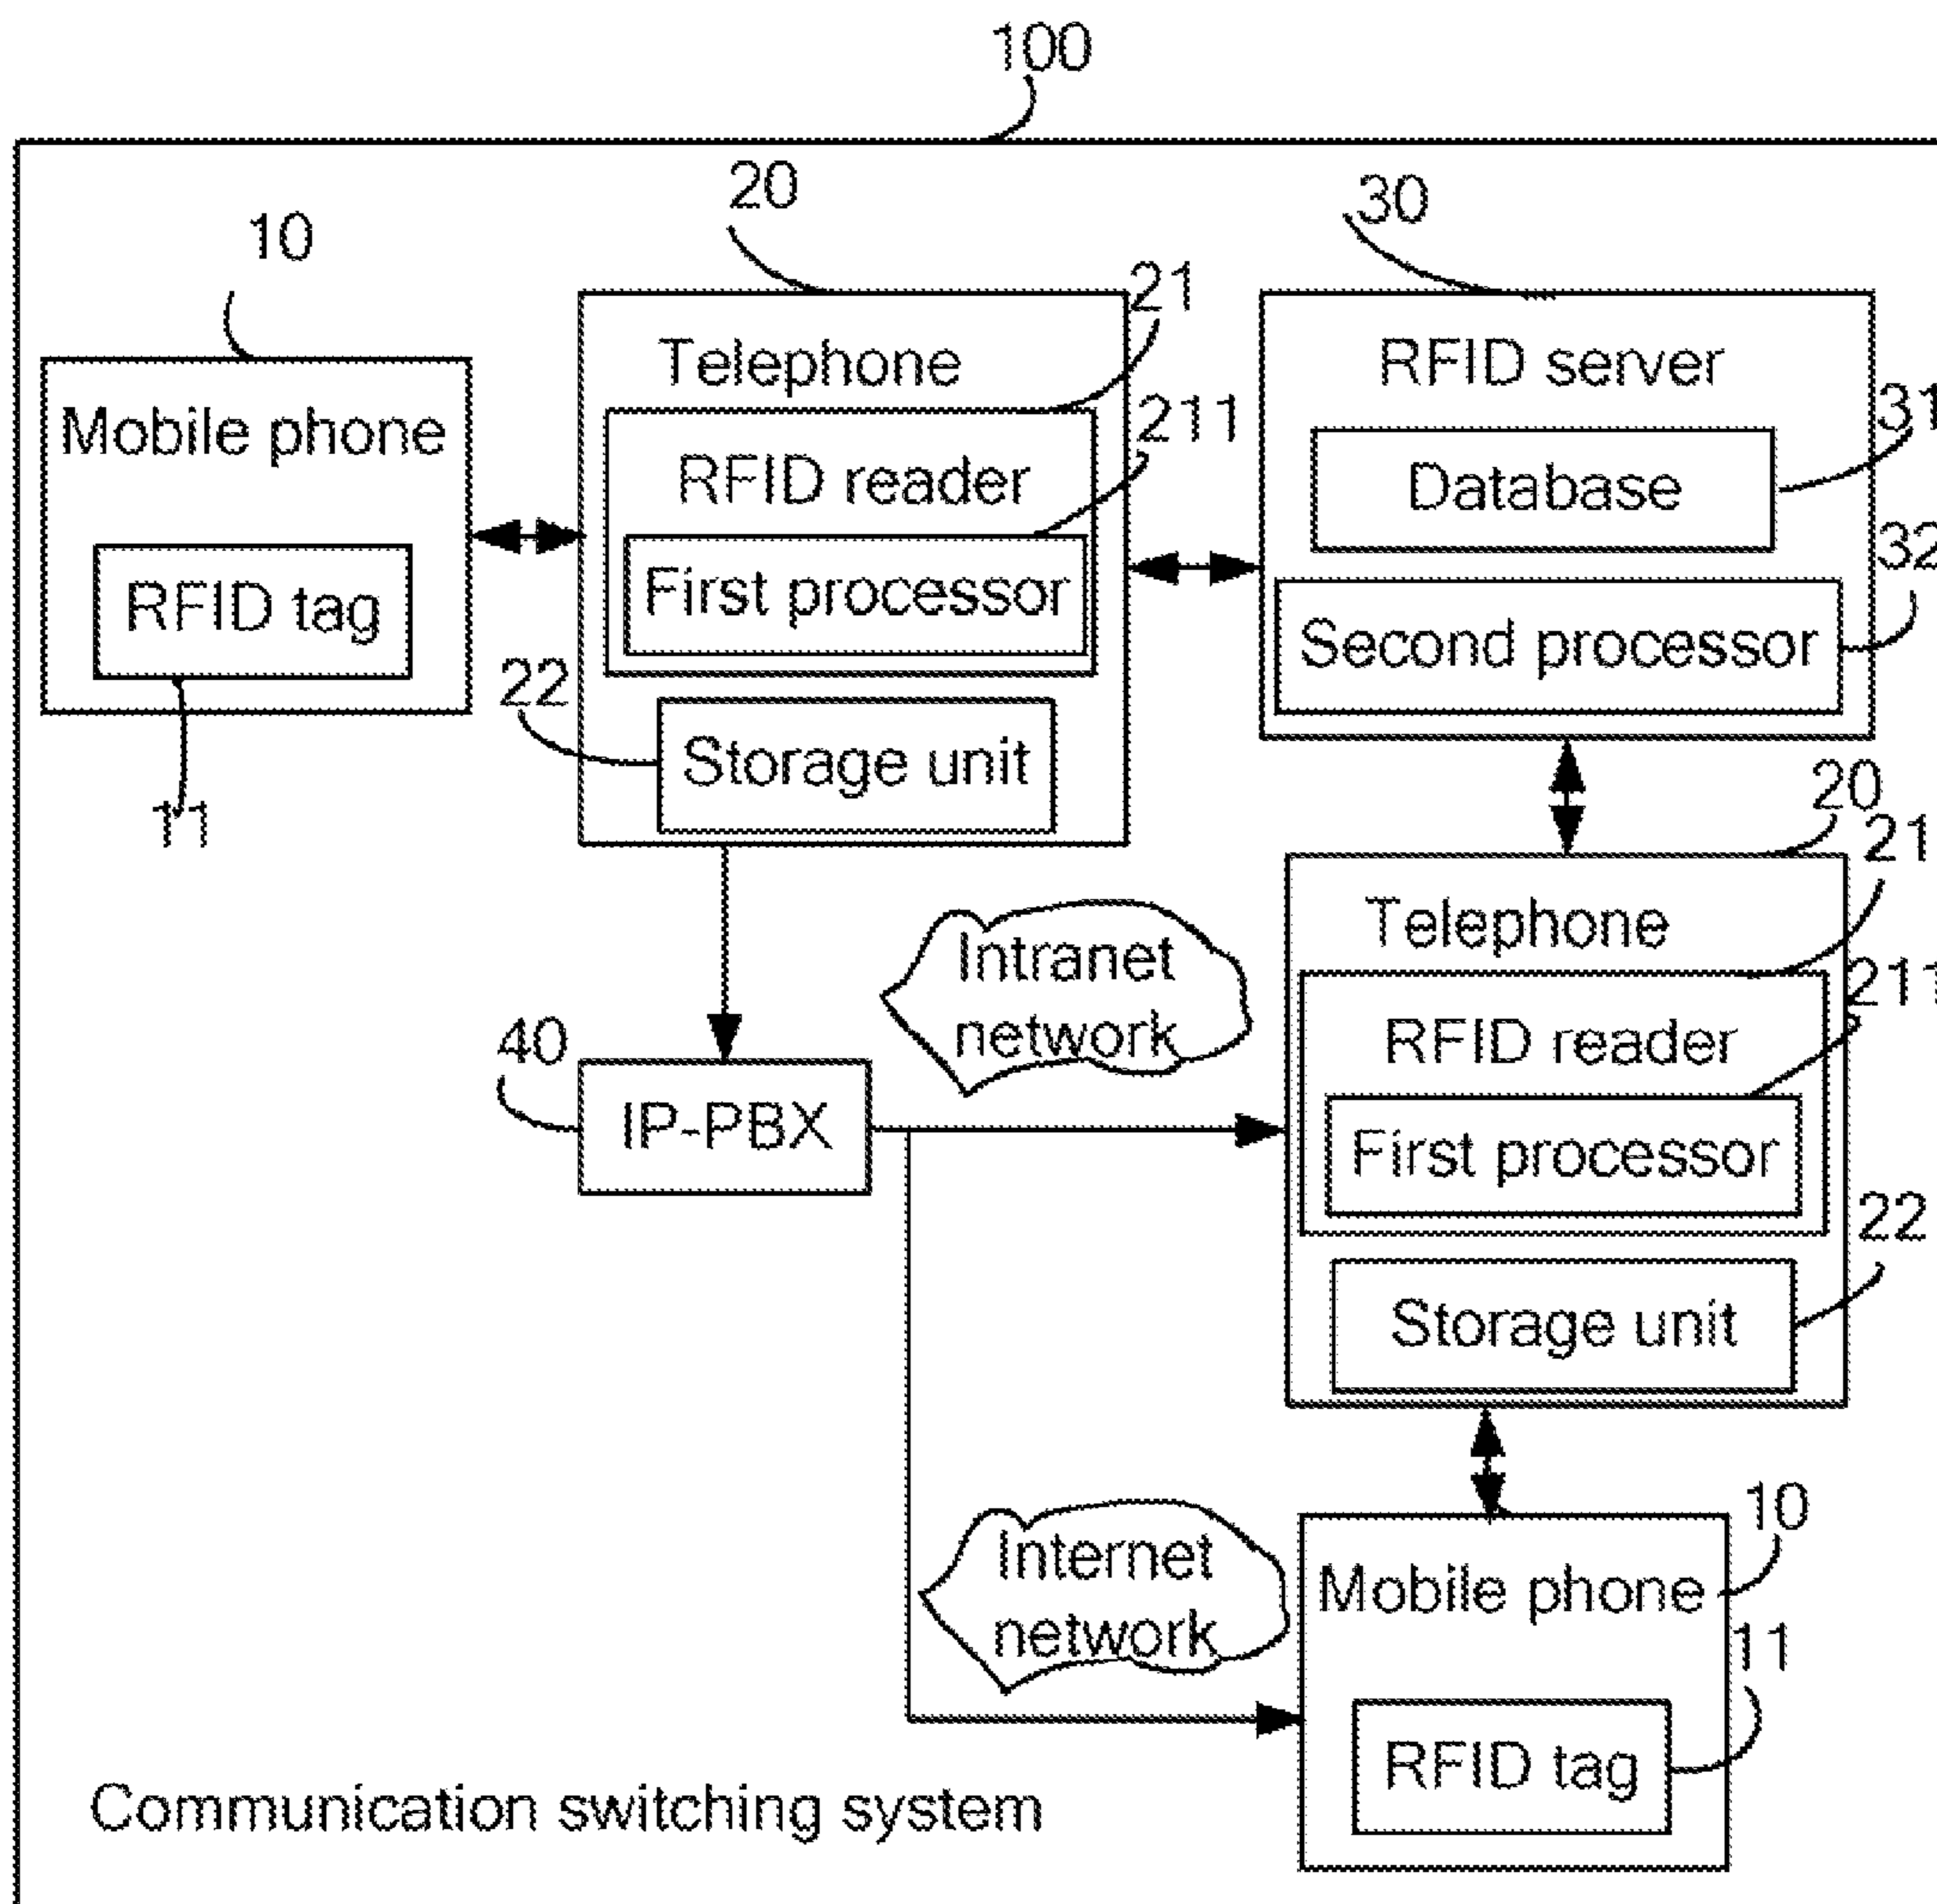 100
10
20
30
Mobile phone
RFID tag
11
Telephone
21
RFID reader
211
First processor
22
Storage unit
RFID server
31
Database
32
Second processor
40
IP-PBX
Intranet
network
20
21
Telephone
211
RFID reader
First processor
22
Storage unit
Internet
network
10
Mobile phone
11
RFID tag
Communication switching system